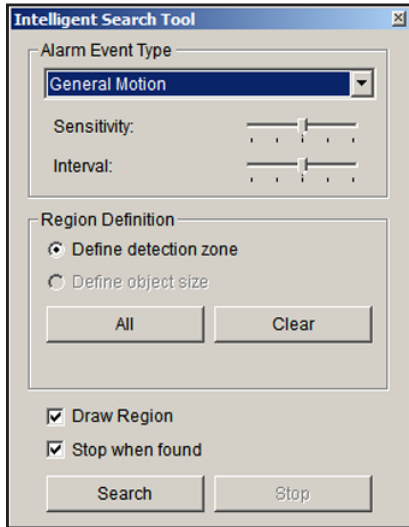 Intelligent Search Tool
Alarm Event Type
General Motion
Sensitivity:
Interval:
Region Definition
Define detection zone
Define object size
All Clear
Draw Region
Stop when found
Search Stop